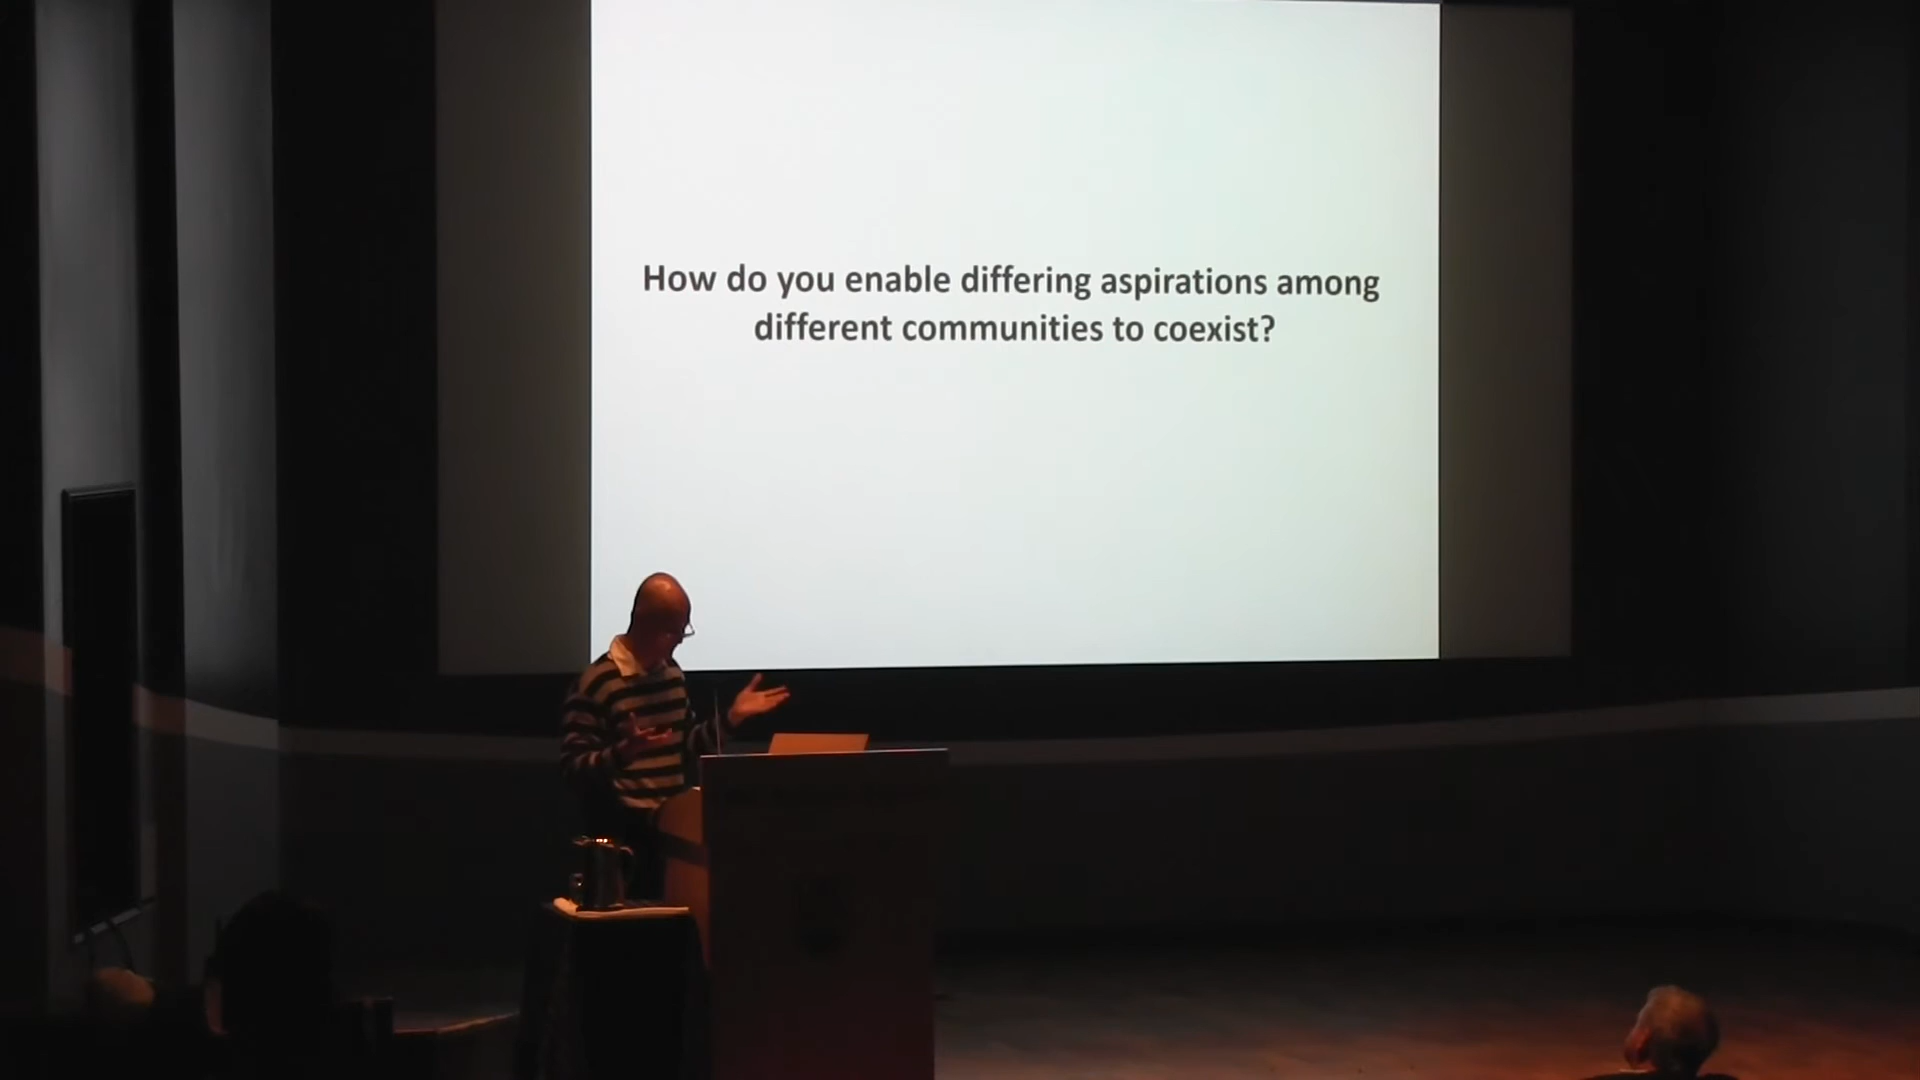 How do you enable differing aspirations among
different communities to coexist?